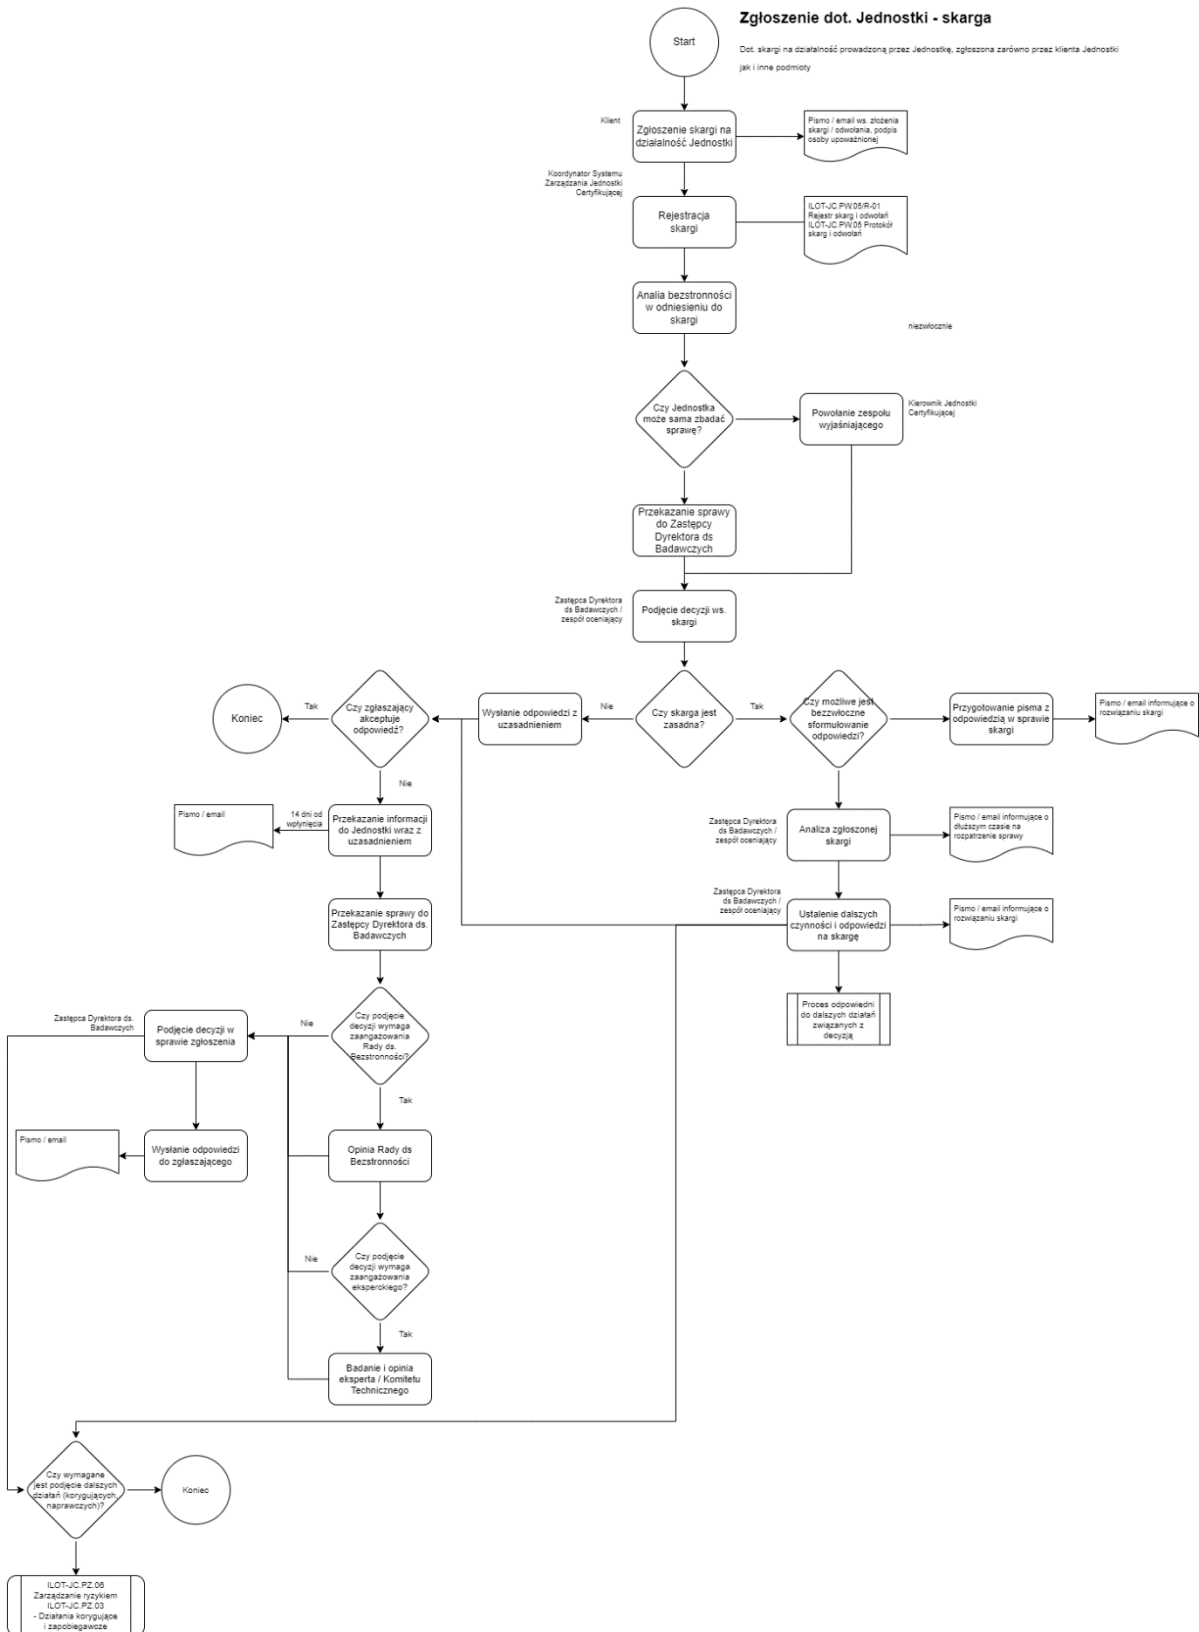 Zgłoszenie dot. Jednostki - skarga
Start
Dot. skargi na działalność prowadzoną przez Jednostkę, zgłoszona zarówno przez klienta Jednostki
jak i inne podmioty
Klient
Zgłoszenie skargi na
działalność Jednostki
Pismo / email ws. złożenia
skargi / odwołania, podpis
osoby upoważnionej
Koordynator Systemu
Zarządzania Jednostki
Certyfikującej
Rejestracja
skargi
ILOT-JC.PW.05/R-01
Rejestr skarg i odwołań
ILOT-JC.PW.05 Protokół
skarg i odwołań
Analia bezstronności
w odniesieniu do
skargi
niezwłocznie
Czy Jednostka
może sama zbadać
sprawę?
Powołanie zespołu
wyjaśniającego
Kierownik Jednostki
Certyfikującej
Przekazanie sprawy
do Zastępcy
Dyrektora ds
Badawczych
Zastępca Dyrektora
ds Badawczych /
zespół oceniający
Podjęcie decyzji ws.
skargi
Koniec
Tak
Czy zgłaszający
akceptuje
odpowiedź?
Wysłanie odpowiedzi z
uzasadnieniem
Nie
Czy skarga jest
zasadna?
Tak
Czy możliwe jest
bezzwłoczne
sformułowanie
odpowiedzi?
Przygotowanie pisma z
odpowiedzią w sprawie
skargi
Pismo / email informujące o
rozwiązaniu skargi
Nie
Pismo / email
14 dni od
wpłynięcia
Przekazanie informacji
do Jednostki wraz z
uzasadnieniem
Zastępca Dyrektora
ds Badawczych /
zespół oceniający
Analiza zgłoszonej
skargi
Pismo / email informujące o
dłuższym czasie na
rozpatrzenie sprawy
Przekazanie sprawy do
Zastępcy Dyrektora ds.
Badawczych
Zastępca Dyrektora
ds Badawczych /
zespół oceniający
Ustalenie dalszych
czynności i odpowiedzi
na skargę
Pismo / email informujące o
rozwiązaniu skargi
Zastępca Dyrektora ds.
Badawczych
Podjęcie decyzji w
sprawie zgłoszenia
Nie
Czy podjęcie
decyzji wymaga
zaangażowania
Rady ds.
Bezstronności?
Proces odpowiedni
do dalszych działań
związanych z
decyzją
Tak
Pismo / email
Wysłanie odpowiedzi
do zgłaszającego
Opinia Rady ds
Bezstronności
Nie
Czy podjęcie
decyzji wymaga
zaangażowania
eksperckiego?
Tak
Badanie i opinia
eksperta / Komitetu
Technicznego
Czy wymagane
jest podjęcie dalszych
działań (korygujących,
naprawczych)?
Koniec
ILOT-JC.PZ.06
Zarządzanie ryzykiem
ILOT-JC.PZ.03
- Działania korygujące
i zapobiegawcze